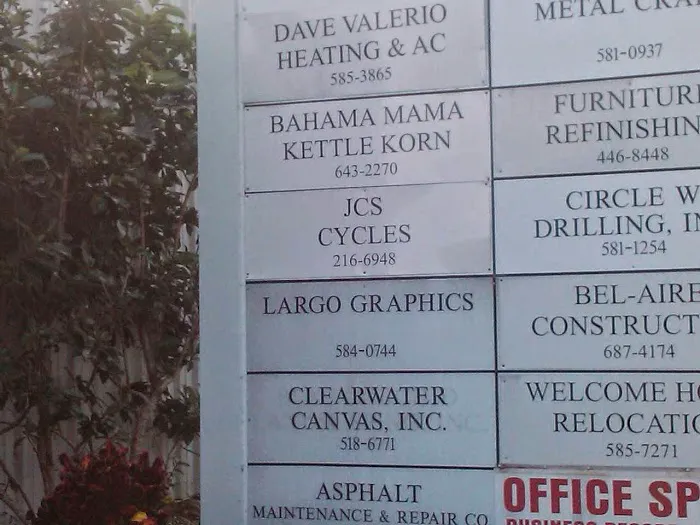 DAVE VALERIO
HEATING & AC
585-3865
BAHAMA MAMA
KETTLE KORN
643-2270
JCS
CYCLES
216-6948
LARGO GRAPHICS
584-0744
CLEARWATER
CANVAS, INC.
518-6771
ASPHALT
MAINTENANCE & REPAIR CO
METAL CRA
581-0937
FURNITUR
REFINISHIN
446-8448
CIRCLE W
DRILLING, IN
581-1254
BEL-AIRE
CONSTRUCT
687-4174
WELCOME HO
RELOCATIO
585-7271
OFFICE SP